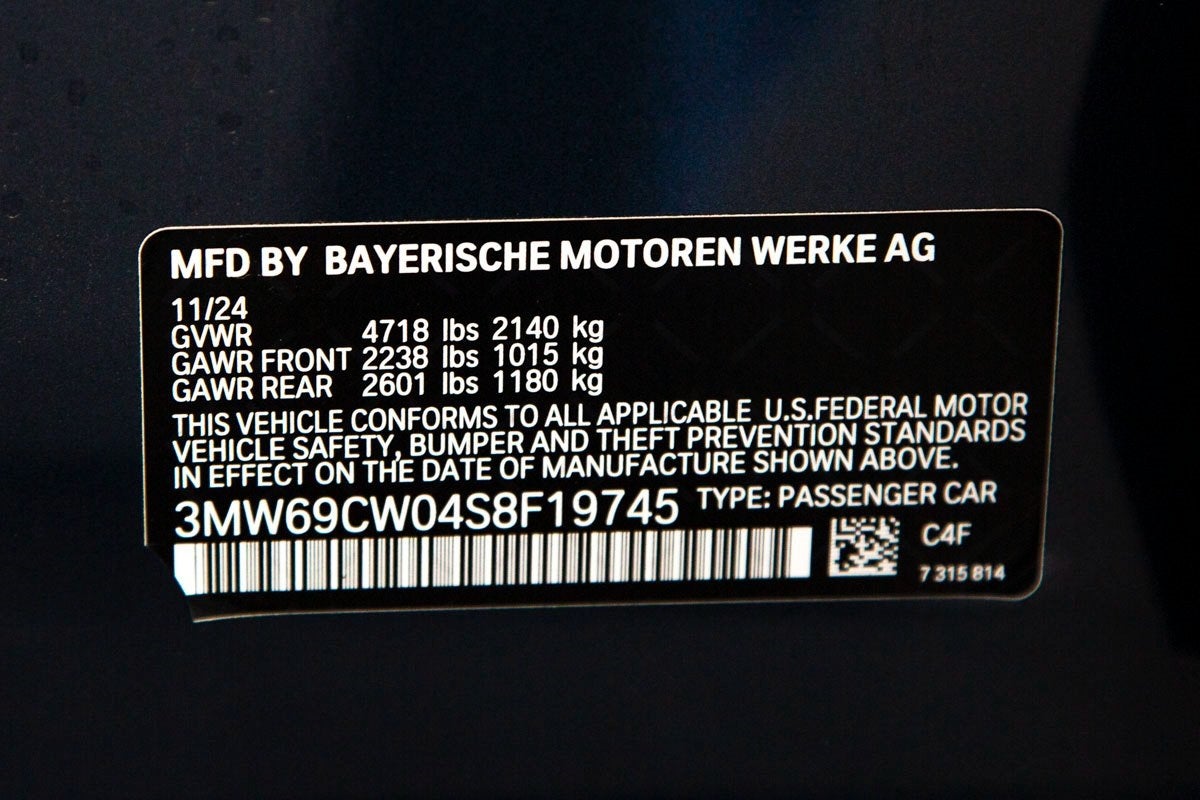 MFD BY BAYERISCHE MOTOREN WERKE AG
11/24
GVWR 4718 lbs 2140 kg
GAWR FRONT 2238 lbs 1015 kg
GAWR REAR 2601 lbs 1180 kg
THIS VEHICLE CONFORMS TO ALL APPLICABLE U.S.FEDERAL MOTOR
VEHICLE SAFETY, BUMPER AND THEFT PREVENTION STANDARDS
IN EFFECT ON THE DATE OF MANUFACTURE SHOWN ABOVE.
3MW69CW04S8F19745 TYPE: PASSENGER CAR
C4F
7 315 814